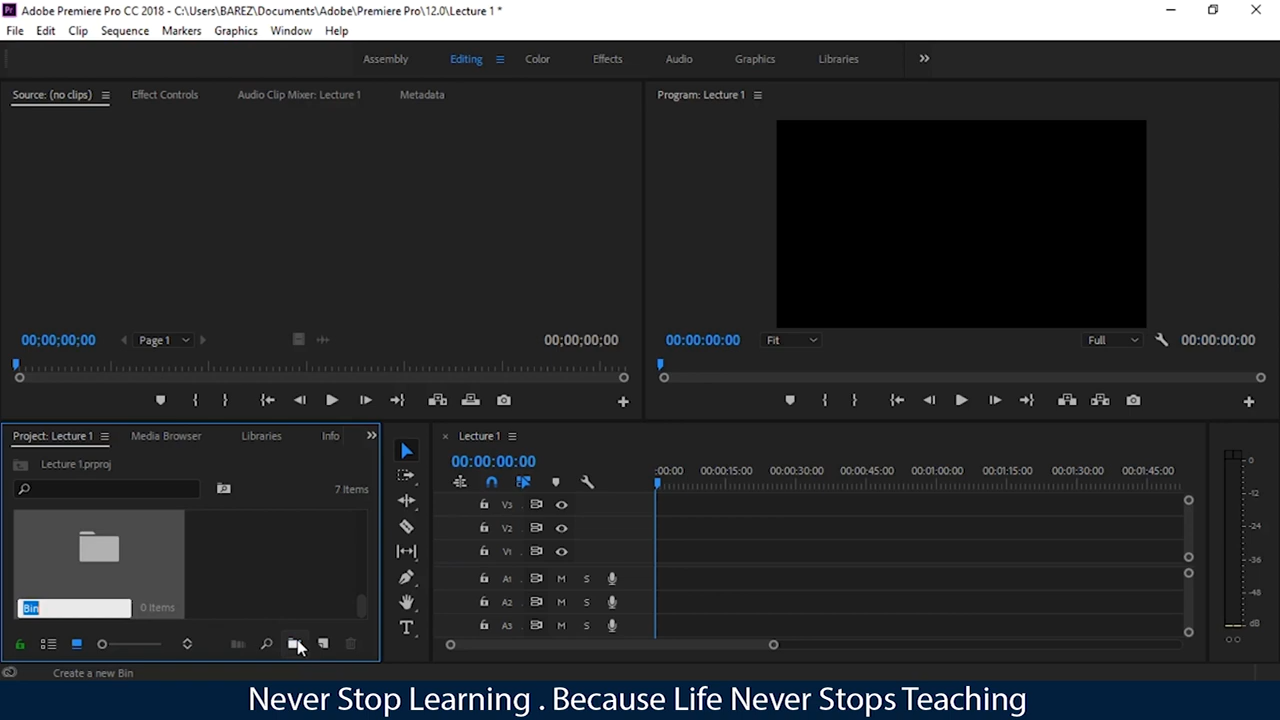 Adobe Premiere Pro CC 2018 - C:\Users\BAREZ\Documents\Adobe\Premiere Pro\12.0\Lecture 1 *
File Edit Clip Sequence Markers Graphics Window Help
Assembly Editing Color Effects Audio Graphics Libraries
Source: (no clips) Effect Controls Audio Clip Mixer: Lecture 1 Metadata
Program: Lecture 1
00;00;00;00 Page 1 00;00;00;00
00:00:00:00 Fit Full 00:00:00:00
Project: Lecture 1 Media Browser Libraries Info
Lecture 1.prproj
7 Items
Bin 0 Items
Lecture 1
00:00:00:00
:00:00 00:00:15:00 00:00:30:00 00:00:45:00 00:01:00:00 00:01:15:00 00:01:30:00 00:01:45:00
V3
V2
V1
A1 M S
A2 M S
A3 M S
0
-12
-24
-36
-48
dB
Create a new Bin
Never Stop Learning . Because Life Never Stops Teaching